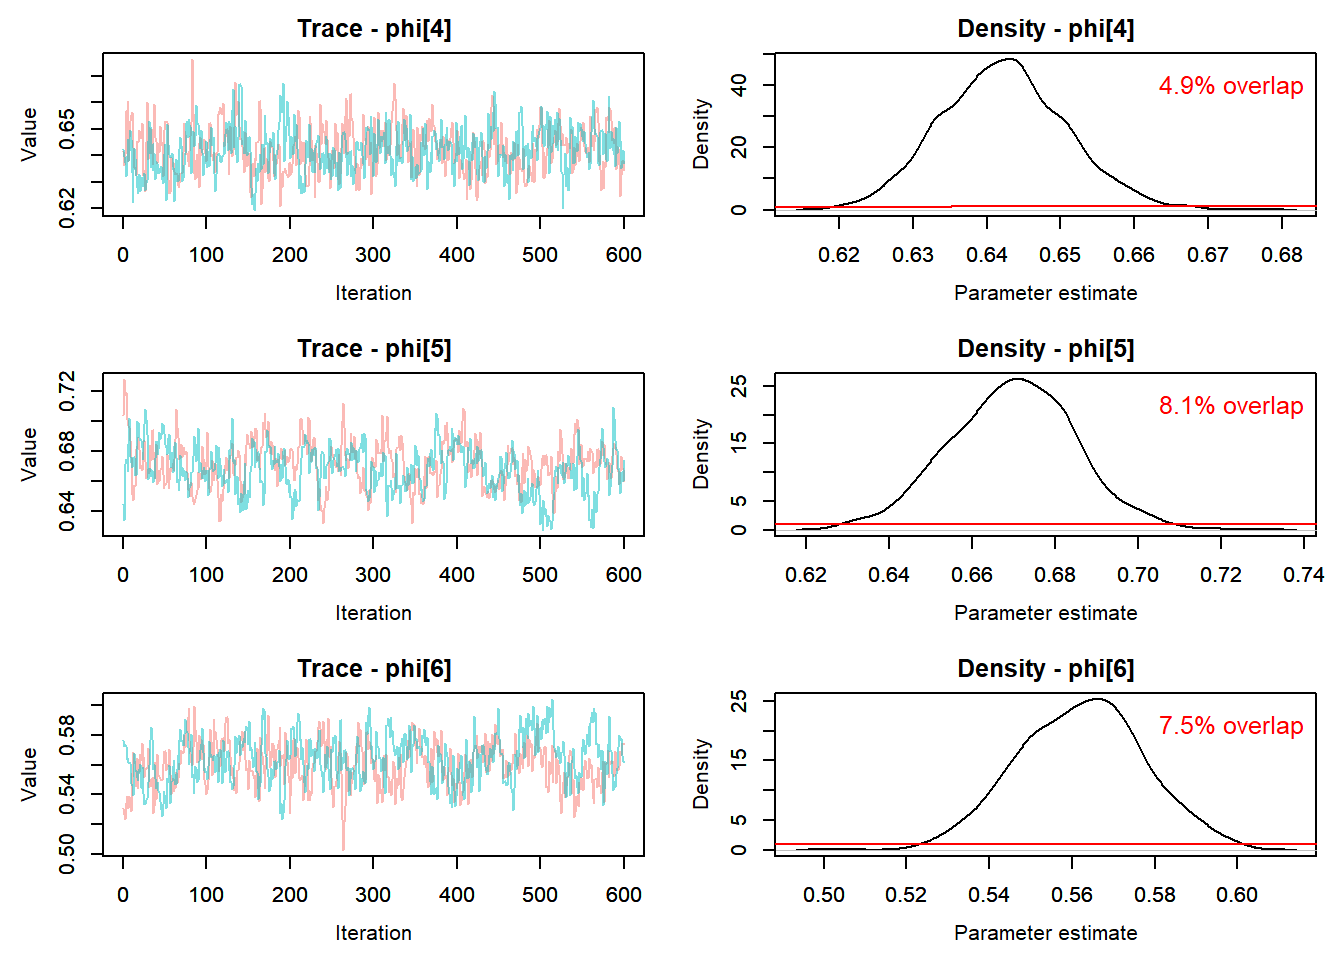 Trace - phi[4]
Value
0.65
0.62
0 100 200 300 400 500 600
Iteration
Density - phi[4]
4.9% overlap
Density
40
20
0
0.62 0.63 0.64 0.65 0.66 0.67 0.68
Parameter estimate
Trace - phi[5]
Value
0.72
0.68
0.64
0 100 200 300 400 500 600
Iteration
Density - phi[5]
8.1% overlap
Density
25
15
5
0
0.62 0.64 0.66 0.68 0.70 0.72 0.74
Parameter estimate
Trace - phi[6]
Value
0.58
0.54
0.50
0 100 200 300 400 500 600
Iteration
Density - phi[6]
7.5% overlap
Density
25
15
5
0
0.50 0.52 0.54 0.56 0.58 0.60
Parameter estimate